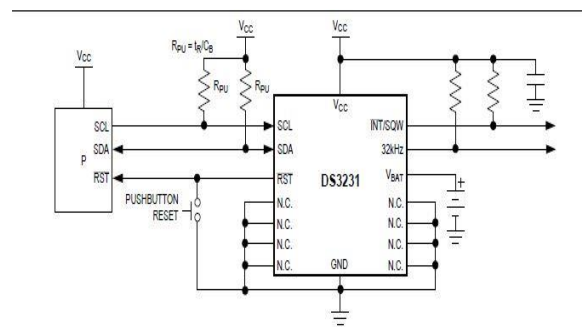 VCC
VCC
RPU = tR/CB
VCC
RPU
RPU
VCC
SCL
SCL
INT/SQW
SDA
SDA
32kHz
P
RST
RST
DS3231
VBAT
+
PUSHBUTTON
RESET
N.C.
N.C.
N.C.
N.C.
N.C.
N.C.
N.C.
N.C.
GND